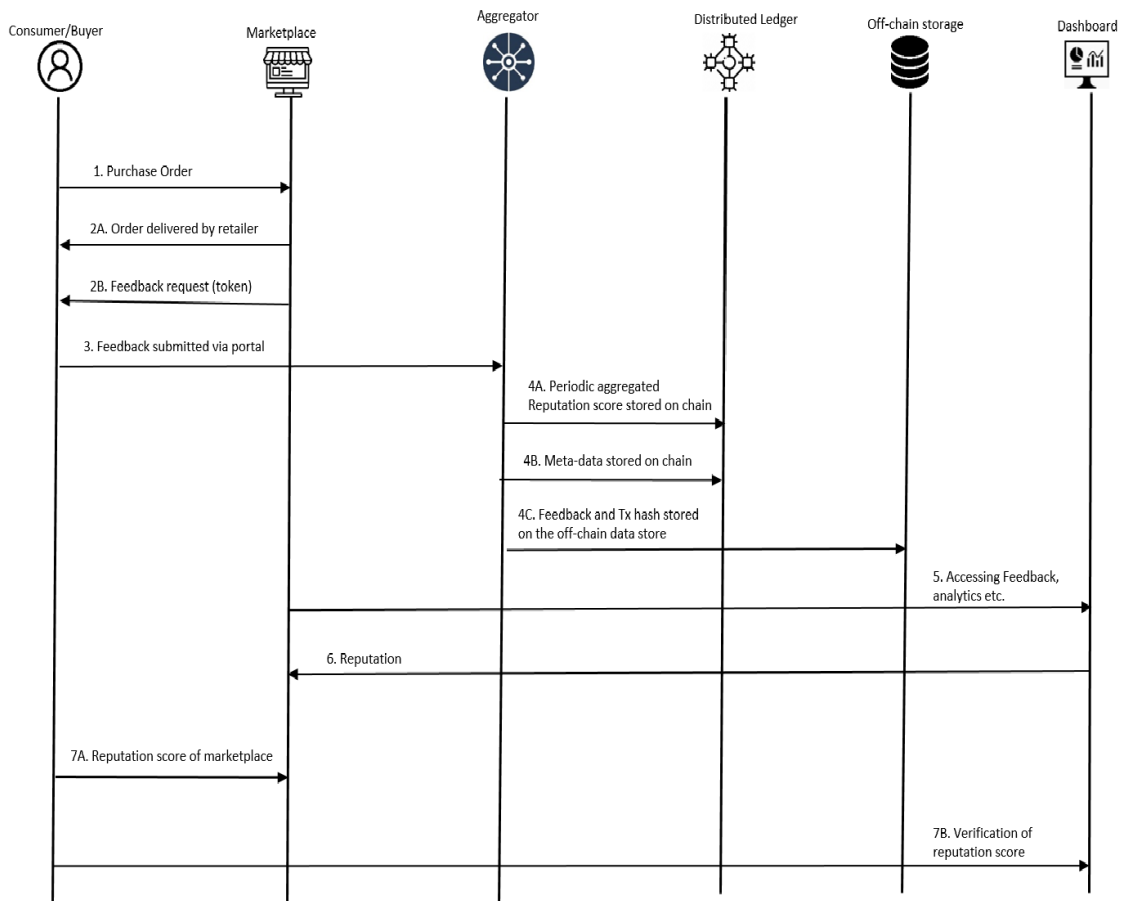 Consumer/Buyer
Marketplace
Aggregator
Distributed Ledger
Off-chain storage
Dashboard
1. Purchase Order
2A. Order delivered by retailer
2B. Feedback request (token)
3. Feedback submitted via portal
4A. Periodic aggregated
Reputation score stored on chain
4B. Meta-data stored on chain
4C. Feedback and Tx hash stored
on the off-chain data store
5. Accessing Feedback,
analytics etc.
6. Reputation
7A. Reputation score of marketplace
7B. Verification of
reputation score